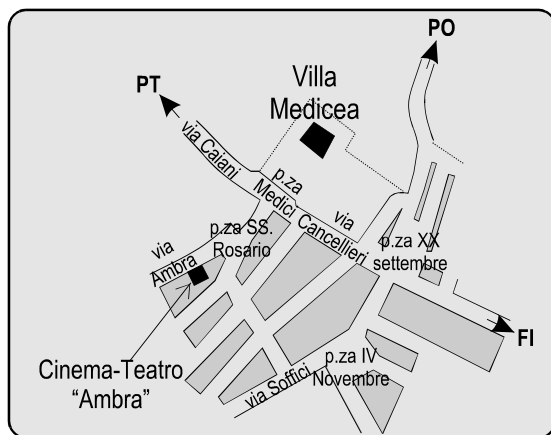 PO
Villa
Medicea
PT
via Caiani
p.za
Medici
via
Cancellieri
p.za SS.
Rosario
via
Ambra
p.za XX
settembre
FI
Cinema-Teatro
“Ambra”
via Soffici
p.za IV
Novembre